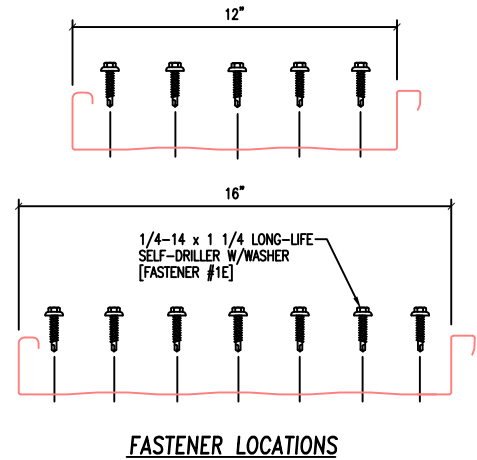 12"
16"
1/4-14 x 1 1/4 LONG-LIFE
SELF-DRILLER W/WASHER
[FASTENER #1E]
FASTENER LOCATIONS